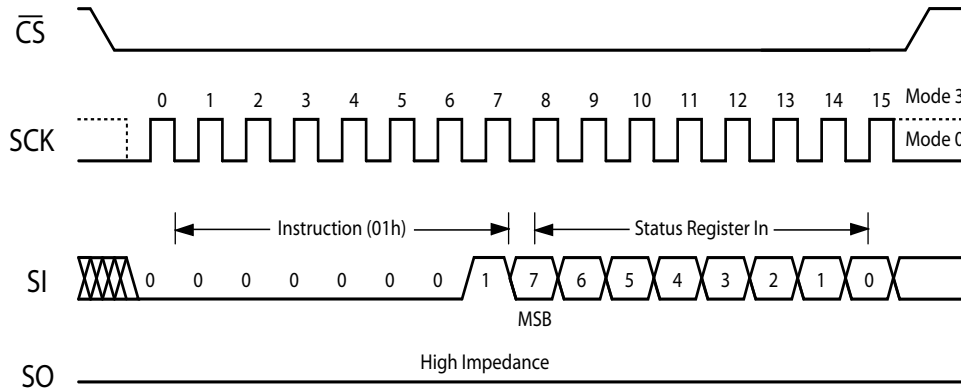 CS
0 1 2 3 4 5 6 7 8 9 10 11 12 13 14 15 Mode 3
SCK Mode 0
Instruction (01h) Status Register In
SI 0 0 0 0 0 0 0 1 7 6 5 4 3 2 1 0
MSB
High Impedance
SO